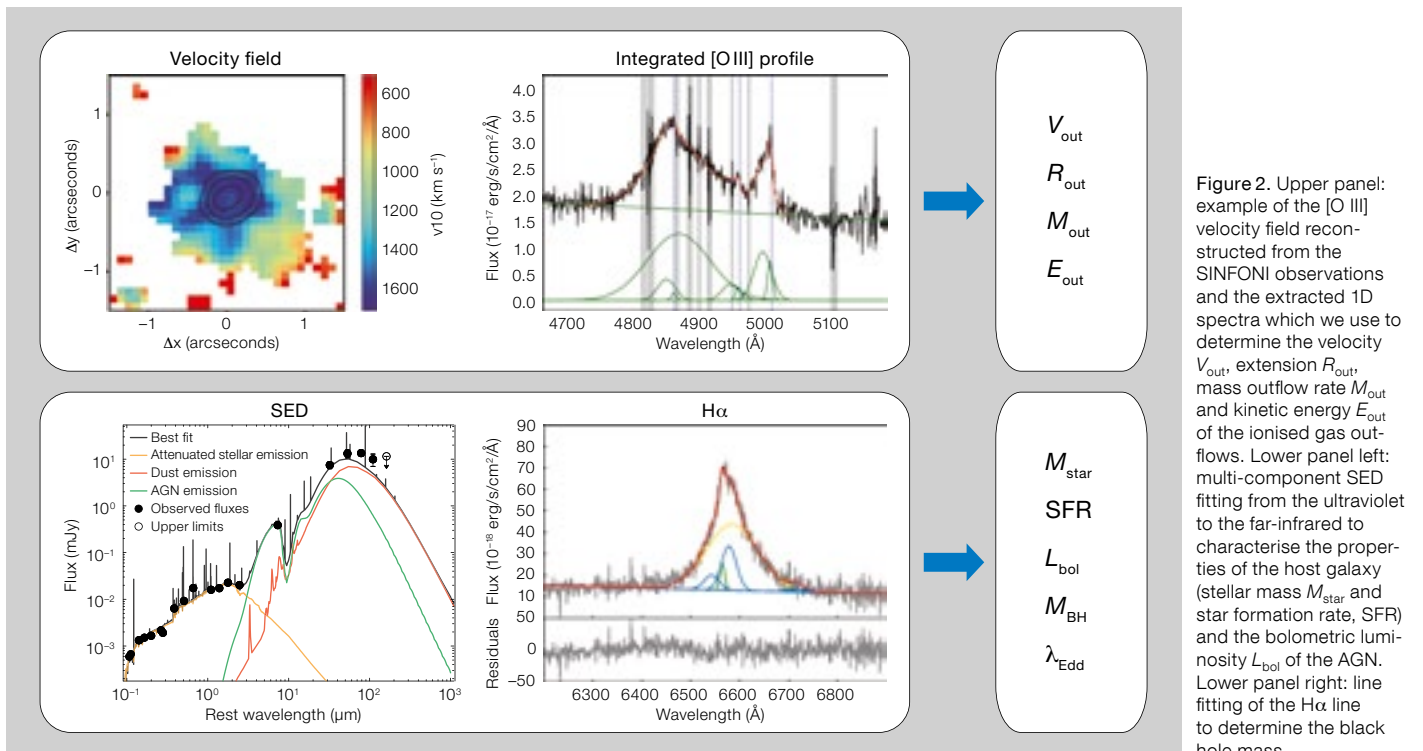 Velocity field
1
0
−1
Δy (arcseconds)
−1 0 1
Δx (arcseconds)
600
800
1000
1200
1400
1600
v10 (km s⁻¹)
Integrated [O III] profile
4.0
3.5
3.0
2.5
2.0
1.5
1.0
0.5
0.0
Flux (10⁻¹⁷ erg/s/cm²/Å)
4700 4800 4900 5000 5100
Wavelength (Å)
V_out
R_out
M_out
E_out
SED
Best fit
Attenuated stellar emission
Dust emission
AGN emission
Observed fluxes
Upper limits
10¹
10⁰
10⁻¹
10⁻²
10⁻³
Flux (mJy)
10⁻¹ 10⁰ 10¹ 10² 10³
Rest wavelength (μm)
Hα
90
80
70
60
50
40
30
20
10
Flux (10⁻¹⁸ erg/s/cm²/Å)
50
0
−50
Residuals
6300 6400 6500 6600 6700 6800
Wavelength (Å)
M_star
SFR
L_bol
M_BH
λ_Edd
Figure 2. Upper panel:
example of the [O III]
velocity field recon-
structed from the
SINFONI observations
and the extracted 1D
spectra which we use to
determine the velocity
V_out, extension R_out,
mass outflow rate M_out
and kinetic energy E_out
of the ionised gas out-
flows. Lower panel left:
multi-component SED
fitting from the ultraviolet
to the far-infrared to
characterise the proper-
ties of the host galaxy
(stellar mass M_star and
star formation rate, SFR)
and the bolometric lumi-
nosity L_bol of the AGN.
Lower panel right: line
fitting of the Hα line
to determine the black
hole mass